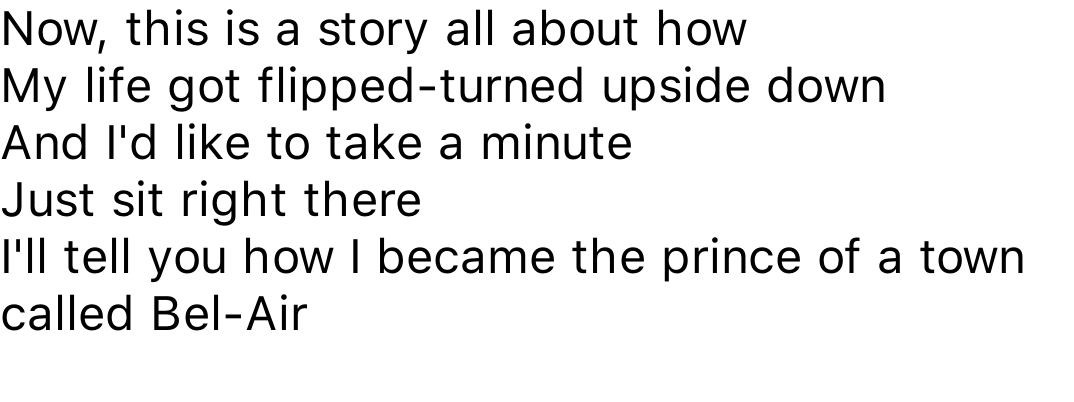 Now, this is a story all about how
My life got flipped-turned upside down
And I'd like to take a minute
Just sit right there
I'll tell you how I became the prince of a town
called Bel-Air